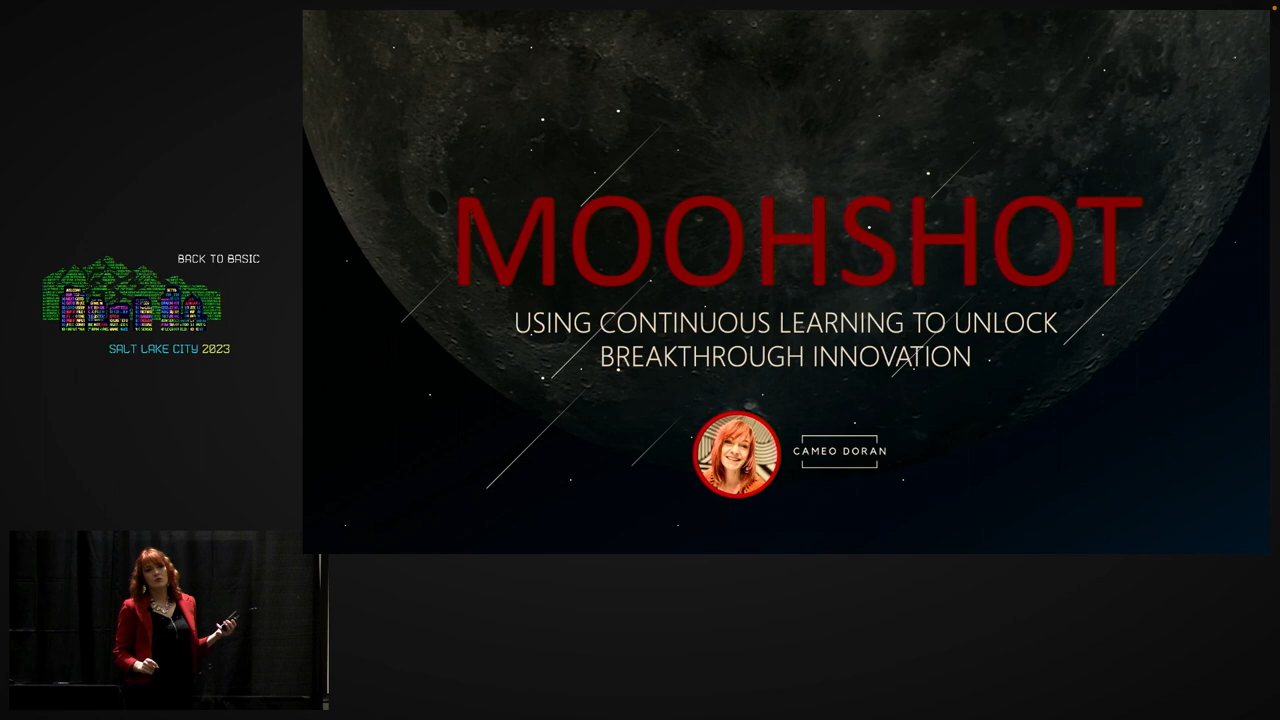 BACK TO BASIC
SALT LAKE CITY 2023
MOOHSHOT
USING CONTINUOUS LEARNING TO UNLOCK
BREAKTHROUGH INNOVATION
CAMEO DORAN